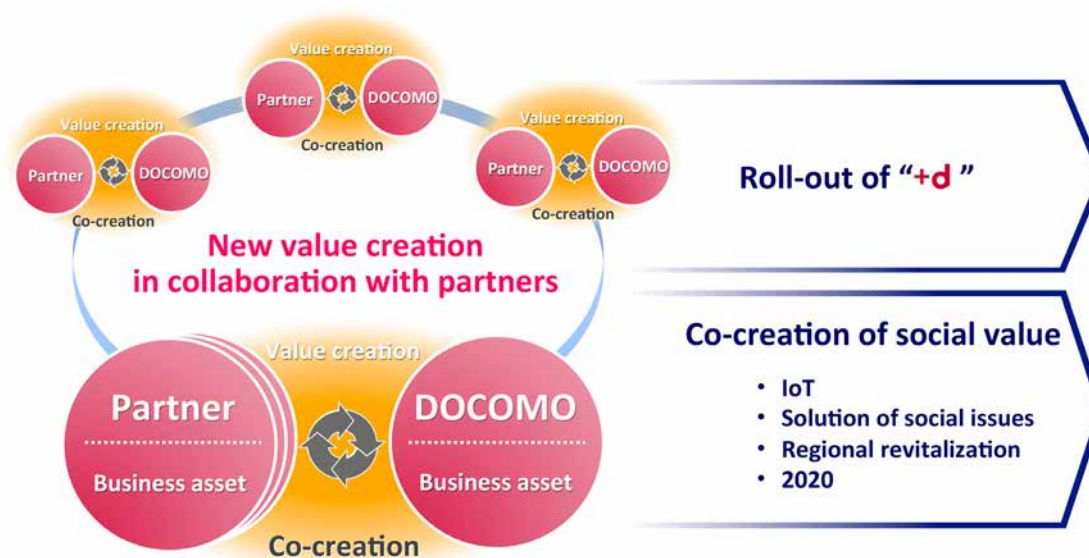 Value creation
Partner
DOCOMO
Co-creation
Value creation
Partner
DOCOMO
Co-creation
Value creation
Partner
DOCOMO
Co-creation
New value creation
in collaboration with partners
Value creation
Partner
Business asset
DOCOMO
Business asset
Co-creation
Roll-out of “+d ”
Co-creation of social value
• IoT
• Solution of social issues
• Regional revitalization
• 2020